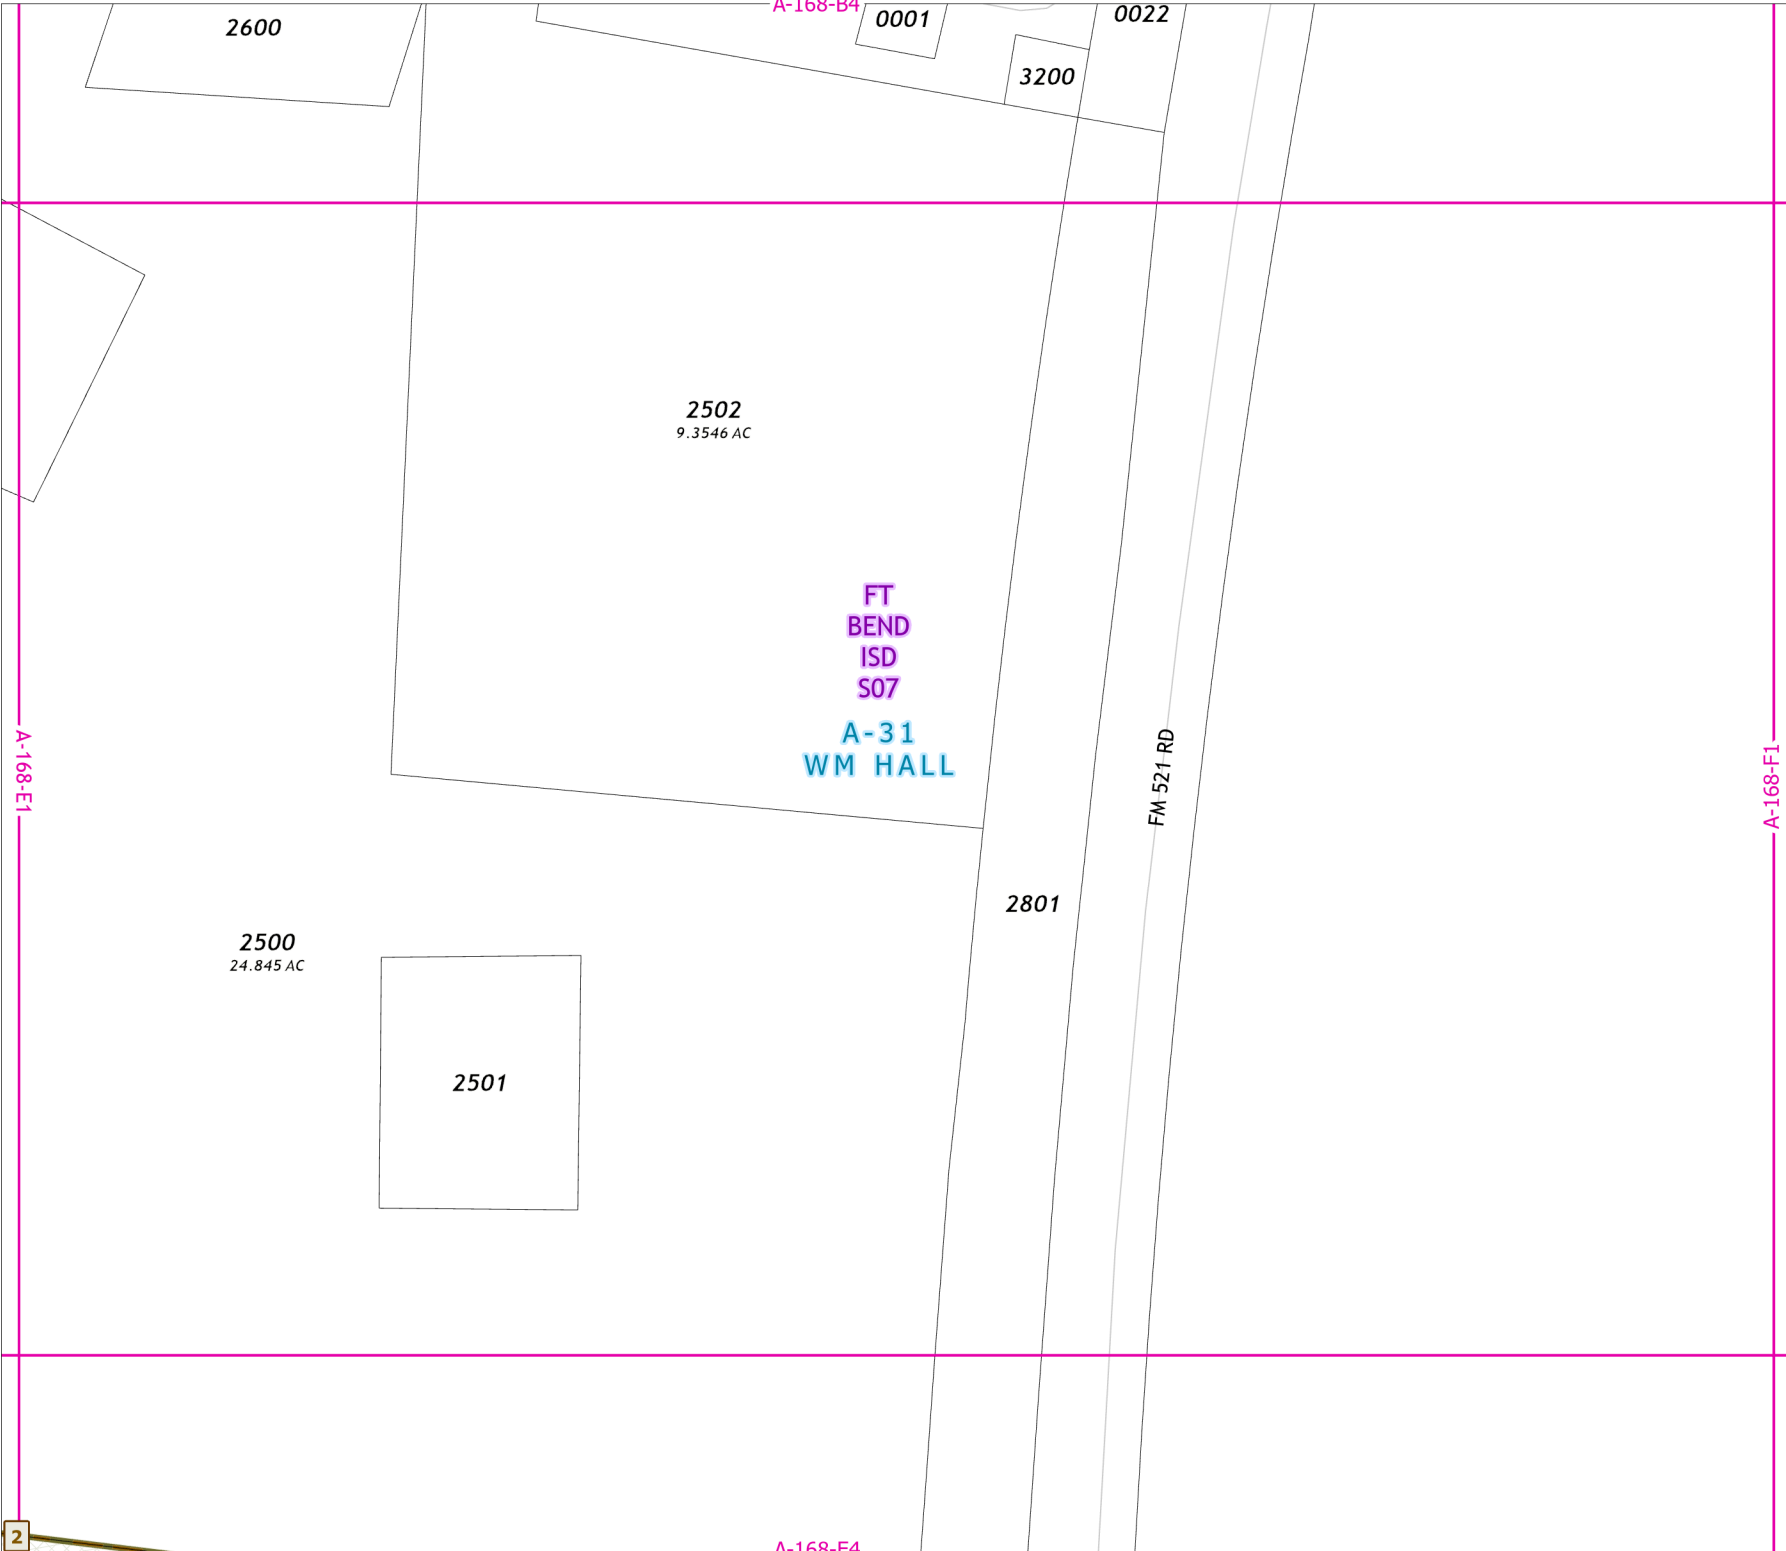 A-168-B4
2600
0001
0022
3200
2502
9.3546 AC
FT
BEND
ISD
S07
A-31
WM HALL
A-168-E1
FM 521 RD
A-168-F1
2801
2500
24.845 AC
2501
2
A-168-E4